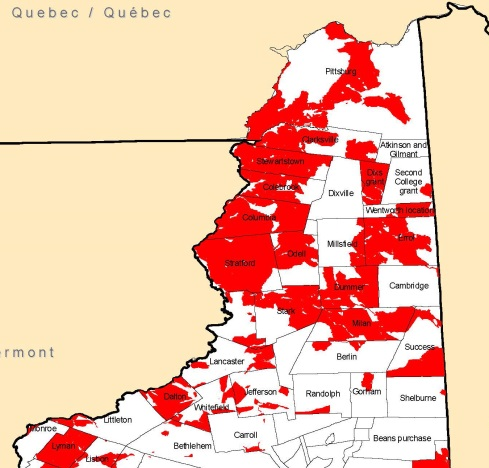 Quebec / Québec
Pittsburg
Clarksville
Atkinson and
Gilmant
Stewartstown
Dixs
grant
Second
College
grant
Colebrook
Dixville
Wentworth location
Columbia
Errol
Millsfield
Odell
Stratford
Dummer
Cambridge
Stark
Milan
ermont
Success
Berlin
Lancaster
Dalton
Jefferson
Randolph
Gorham
Shelburne
Whitefield
Littleton
Monroe
Carroll
Beans purchase
Lyman
Bethlehem
Lisbon